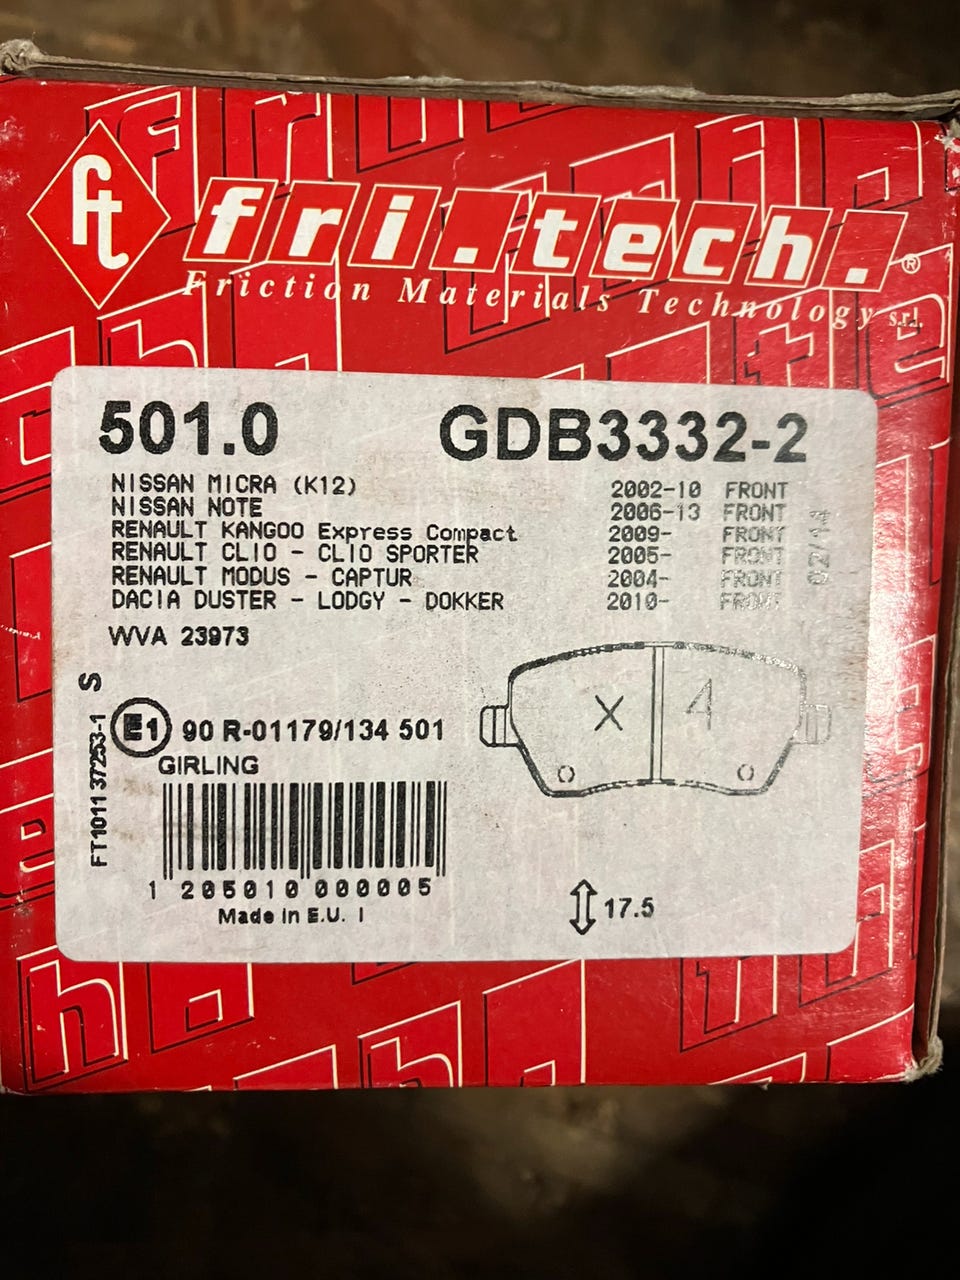 ft
fri.tech.®
Friction Materials Technology s.r.l.
501.0 GDB3332-2
NISSAN MICRA (K12) 2002-10 FRONT
NISSAN NOTE 2006-13 FRONT
RENAULT KANGOO Express Compact 2009- FRONT
RENAULT CLIO - CLIO SPORTER 2005- FRONT
RENAULT MODUS - CAPTUR 2004- FRONT
DACIA DUSTER - LODGY - DOKKER 2010- FRONT
02/14
WVA 23973
X 4
S
FT1011 37253-1
E1 90 R-01179/134 501
GIRLING
1 205010 000005
Made in E.U. I
17.5